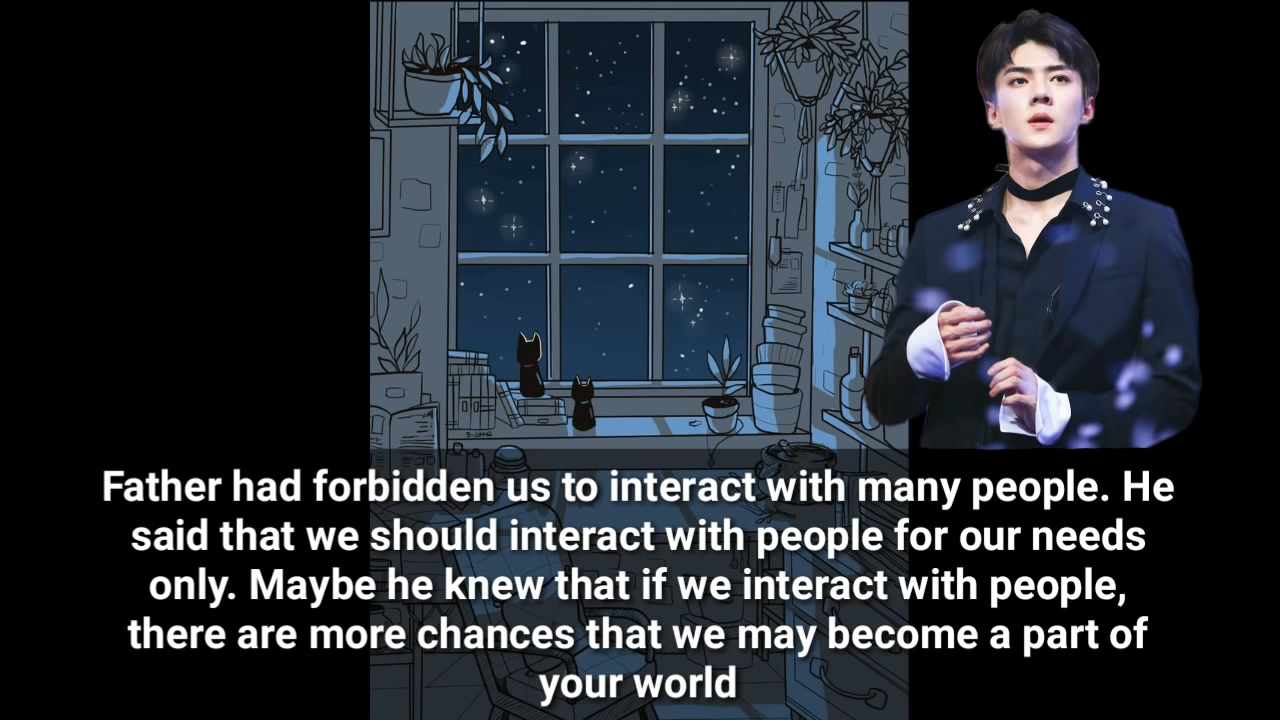 Father had forbidden us to interact with many people. He
said that we should interact with people for our needs
only. Maybe he knew that if we interact with people,
there are more chances that we may become a part of
your world